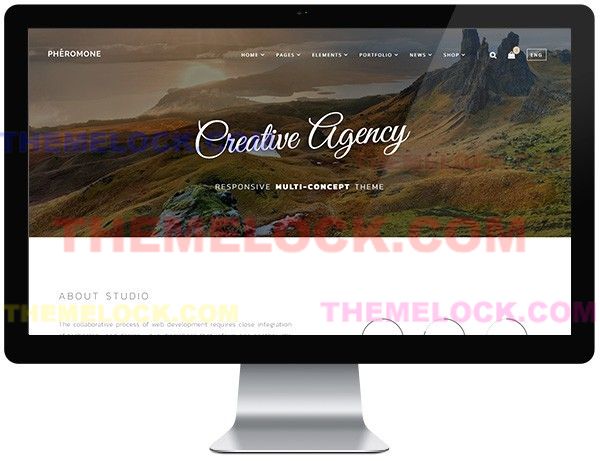 PHÉROMONE
HOME PAGES ELEMENTS PORTFOLIO NEWS SHOP ENG
THEMELOCK.COM
Creative Agency
RESPONSIVE MULTI-CONCEPT THEME
THEMELOCK.COM
ABOUT STUDIO
THEMELOCK.COM THEMELOCK.COM
The collaborative process of web development requires close integration